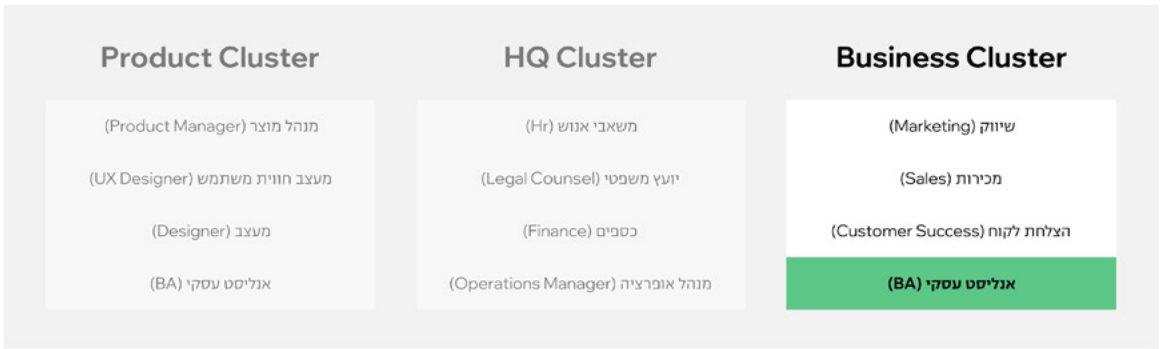 Product Cluster
מנהל מוצר (Product Manager)
מעצב חווית משתמש (UX Designer)
מעצב (Designer)
אנליסט עסקי (BA)
HQ Cluster
משאבי אנוש (Hr)
יועץ משפטי (Legal Counsel)
כספים (Finance)
מנהל אופרציה (Operations Manager)
Business Cluster
שיווק (Marketing)
מכירות (Sales)
הצלחת לקוח (Customer Success)
אנליסט עסקי (BA)